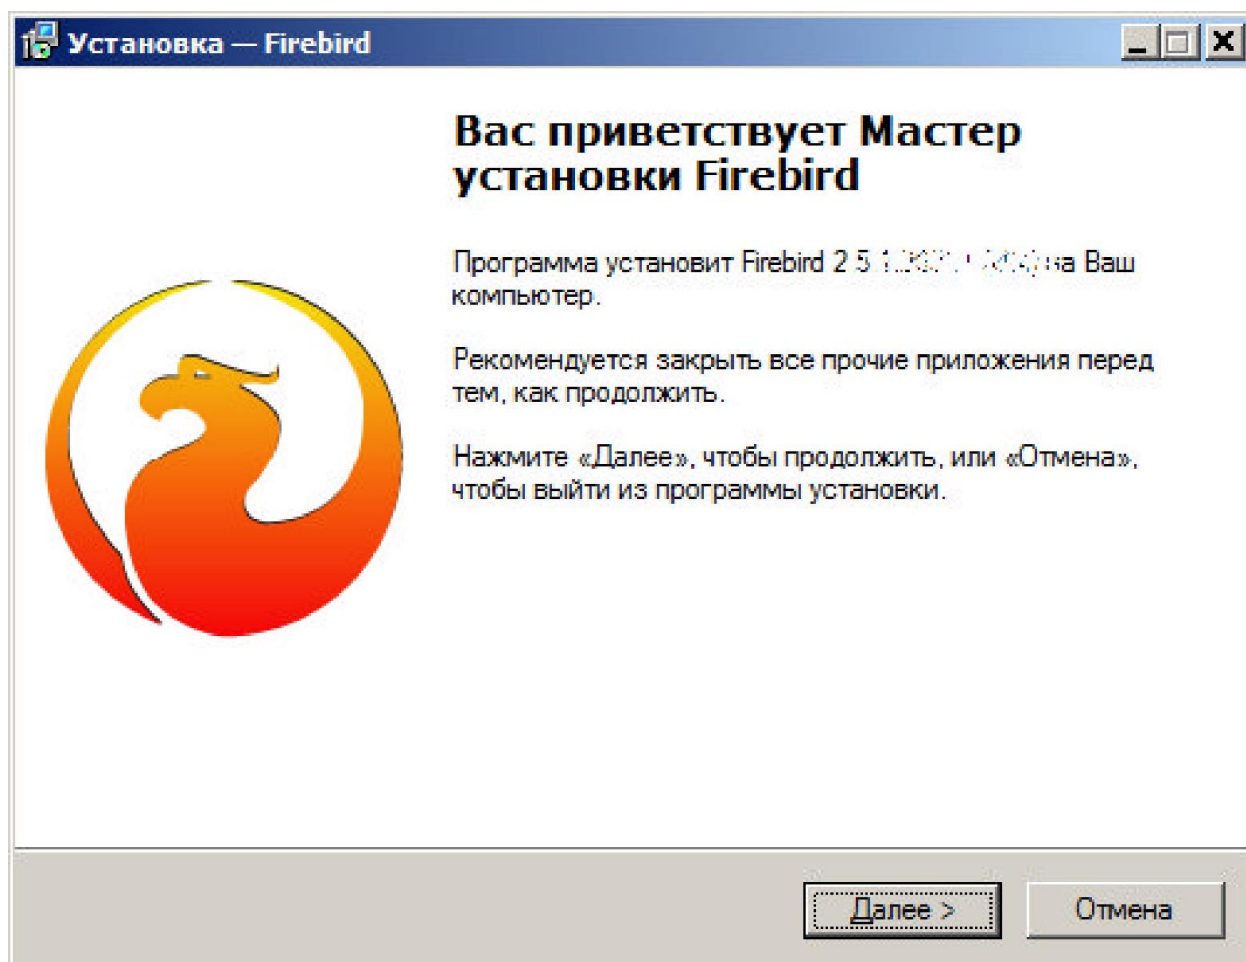 Установка — Firebird
Вас приветствует Мастер
установки Firebird
Программа установит Firebird 2 5 на Ваш
компьютер.
Рекомендуется закрыть все прочие приложения перед
тем, как продолжить.
Нажмите «Далее», чтобы продолжить, или «Отмена»,
чтобы выйти из программы установки.
Далее >
Отмена